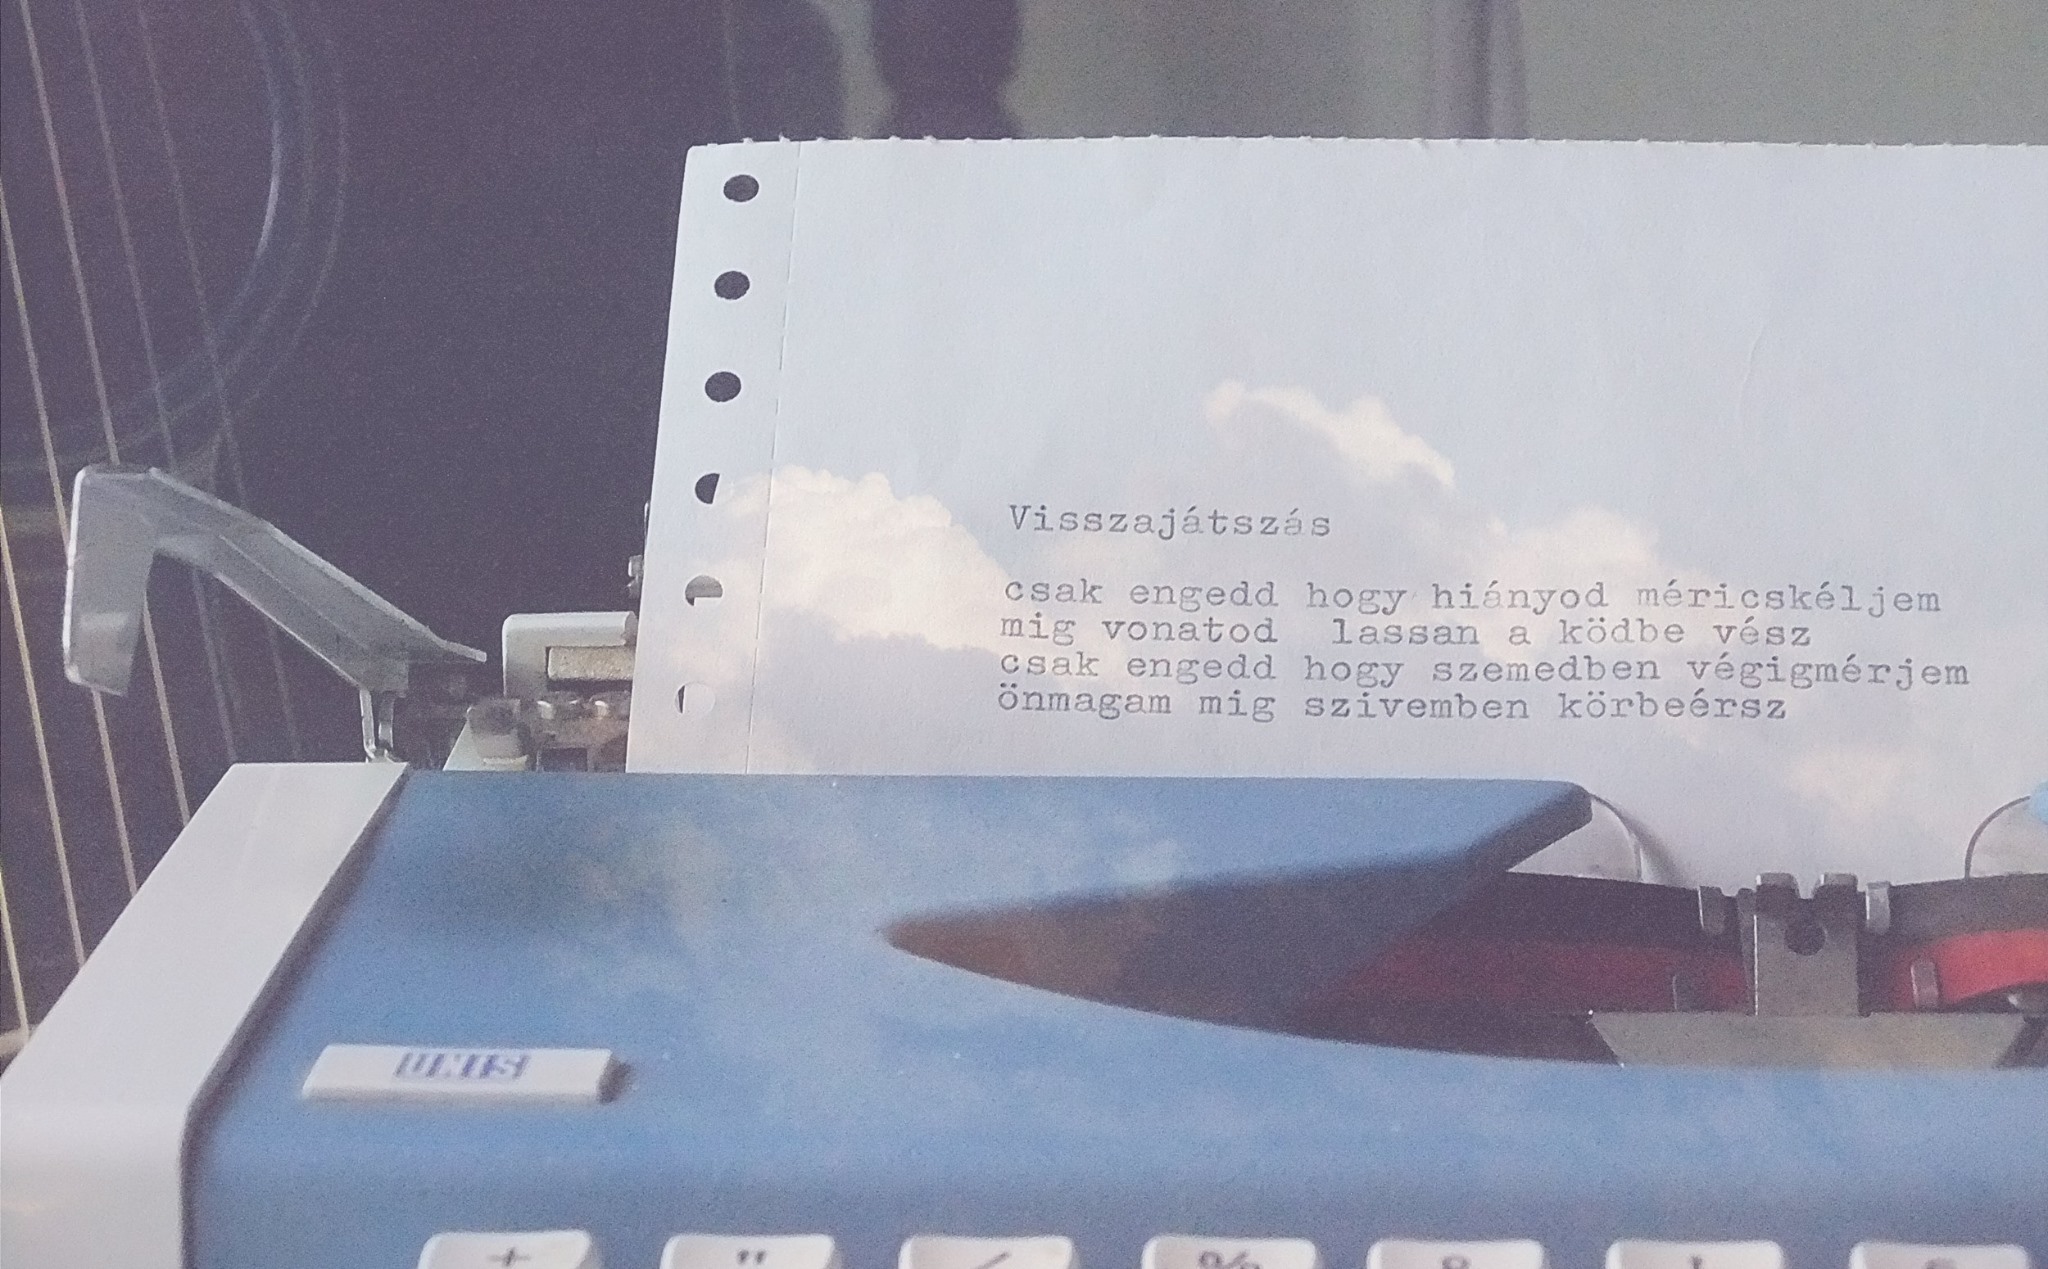 Visszajátszás
csak engedd hogy hiányod méricskéljem
mig vonatod  lassan a ködbe vész
csak engedd hogy szemedben végigmérjem
önmagam mig szivemben körbeérsz
UNIS
+ " / % &